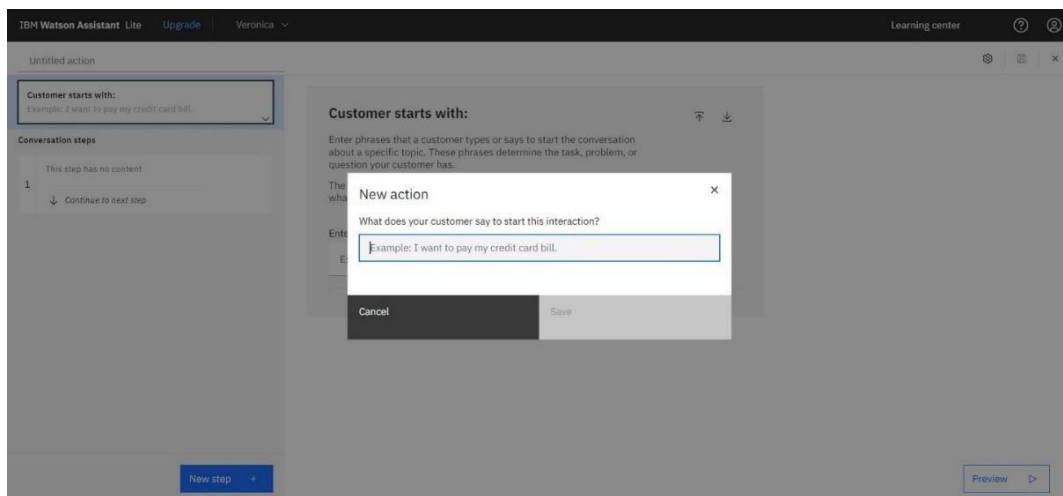 IBM Watson Assistant Lite Upgrade Veronica Learning center
Untitled action
Customer starts with:
Example: I want to pay my credit card bill.
Conversation steps
1
This step has no content
Continue to next step
New step +
Customer starts with:
Enter phrases that a customer types or says to start the conversation
about a specific topic. These phrases determine the task, problem, or
question your customer has.
The
wha
Ente
New action
What does your customer say to start this interaction?
Example: I want to pay my credit card bill.
Cancel
Save
Preview